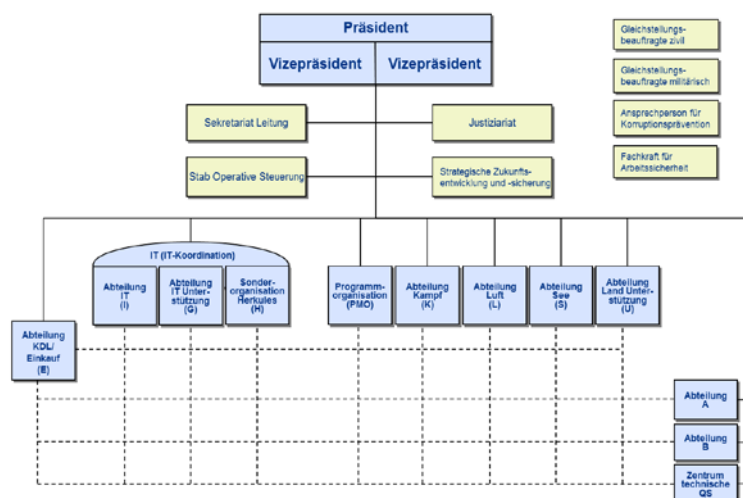 Präsident
Vizepräsident
Vizepräsident
Gleichstellungs-
beauftragte zivil
Gleichstellungs-
beauftragte militärisch
Ansprechperson für
Korruptionsprävention
Fachkraft für
Arbeitssicherheit
Sekretariat Leitung
Justiziariat
Stab Operative Steuerung
Strategische Zukunfts-
entwicklung und -sicherung
IT (IT-Koordination)
Abteilung
IT
(I)
Abteilung
IT Unter-
stützung
(G)
Sonder-
organisation
Herkules
(H)
Programm-
organisation
(PMO)
Abteilung
Kampf
(K)
Abteilung
Luft
(L)
Abteilung
See
(S)
Abteilung
Land Unter-
stützung
(U)
Abteilung
KDL/
Einkauf
(E)
Abteilung
A
Abteilung
B
Zentrum
technische
QS